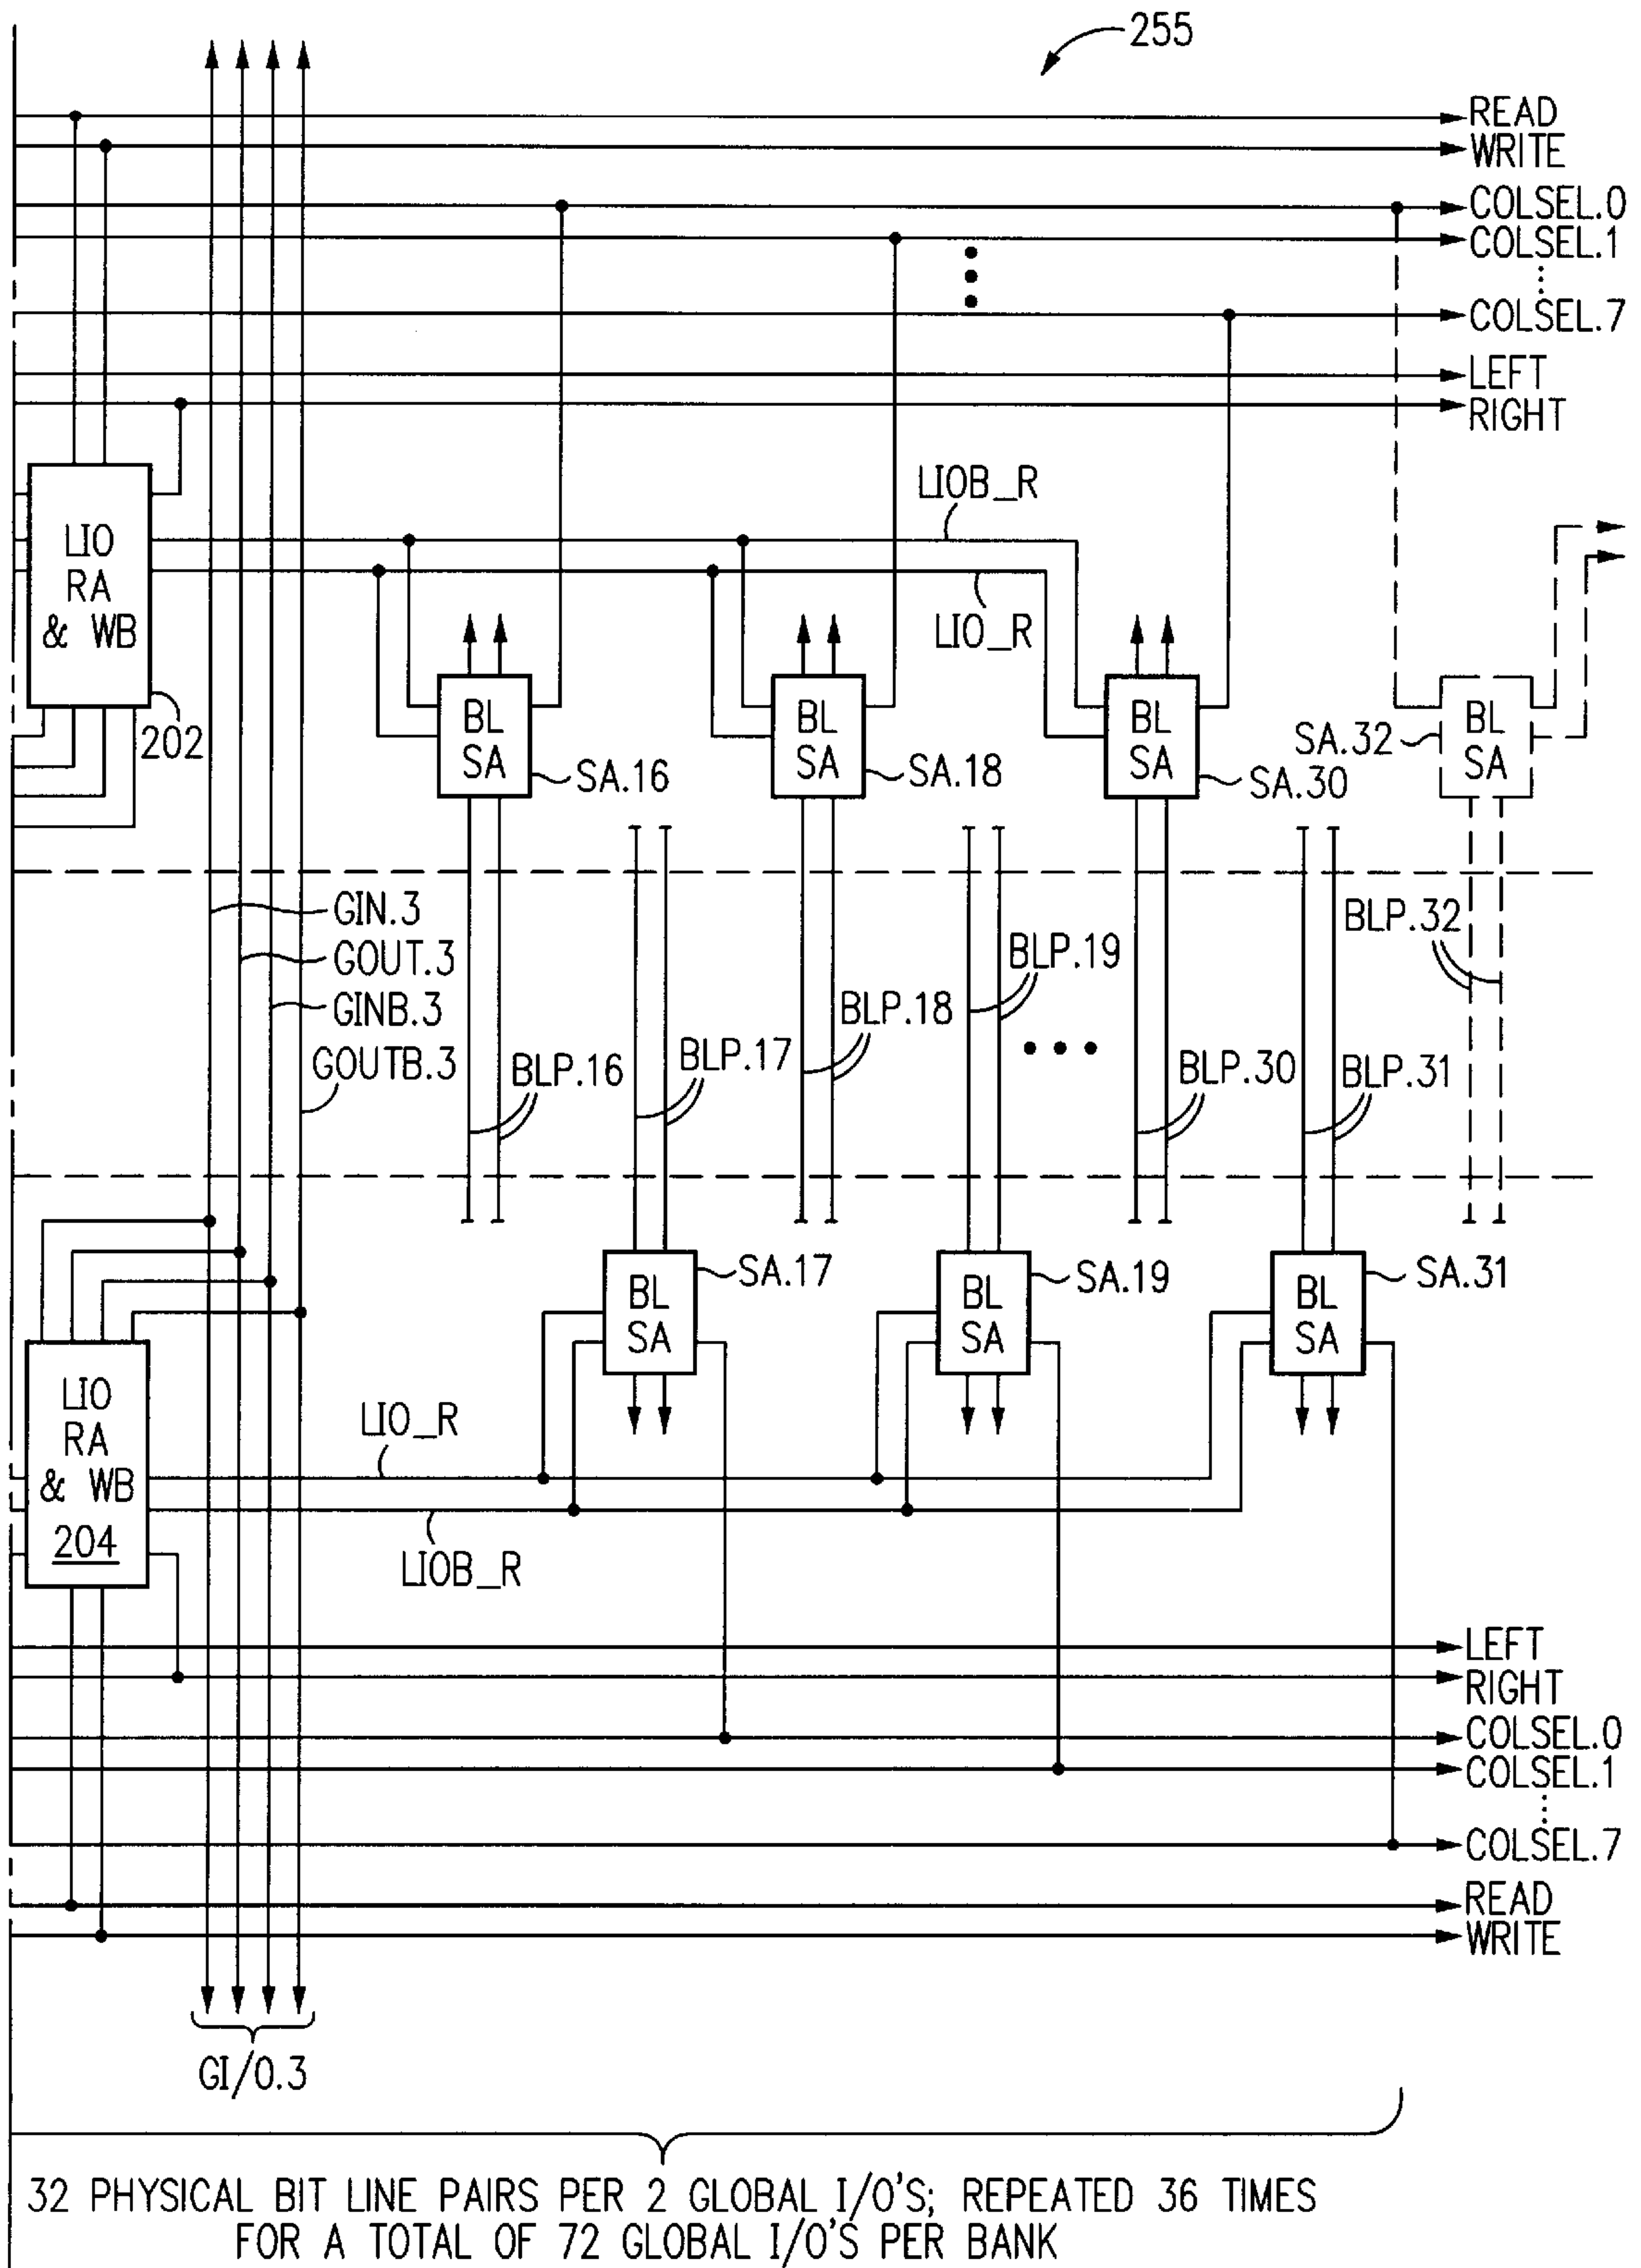 255
READ
WRITE
COLSEL.0
COLSEL.1
COLSEL.7
LEFT
RIGHT
LIOB_R
LIO
RA
& WB
LIO_R
202
BL
SA
SA.16
BL
SA
SA.18
BL
SA
SA.30
SA.32
BL
SA
GIN.3
GOUT.3
GINB.3
GOUTB.3
BLP.16
BLP.17
BLP.18
BLP.19
BLP.30
BLP.31
BLP.32
BL
SA
SA.17
BL
SA
SA.19
BL
SA
SA.31
LIO
RA
& WB
204
LIO_R
LIOB_R
LEFT
RIGHT
COLSEL.0
COLSEL.1
COLSEL.7
READ
WRITE
GI/O.3
32 PHYSICAL BIT LINE PAIRS PER 2 GLOBAL I/O'S; REPEATED 36 TIMES
FOR A TOTAL OF 72 GLOBAL I/O'S PER BANK